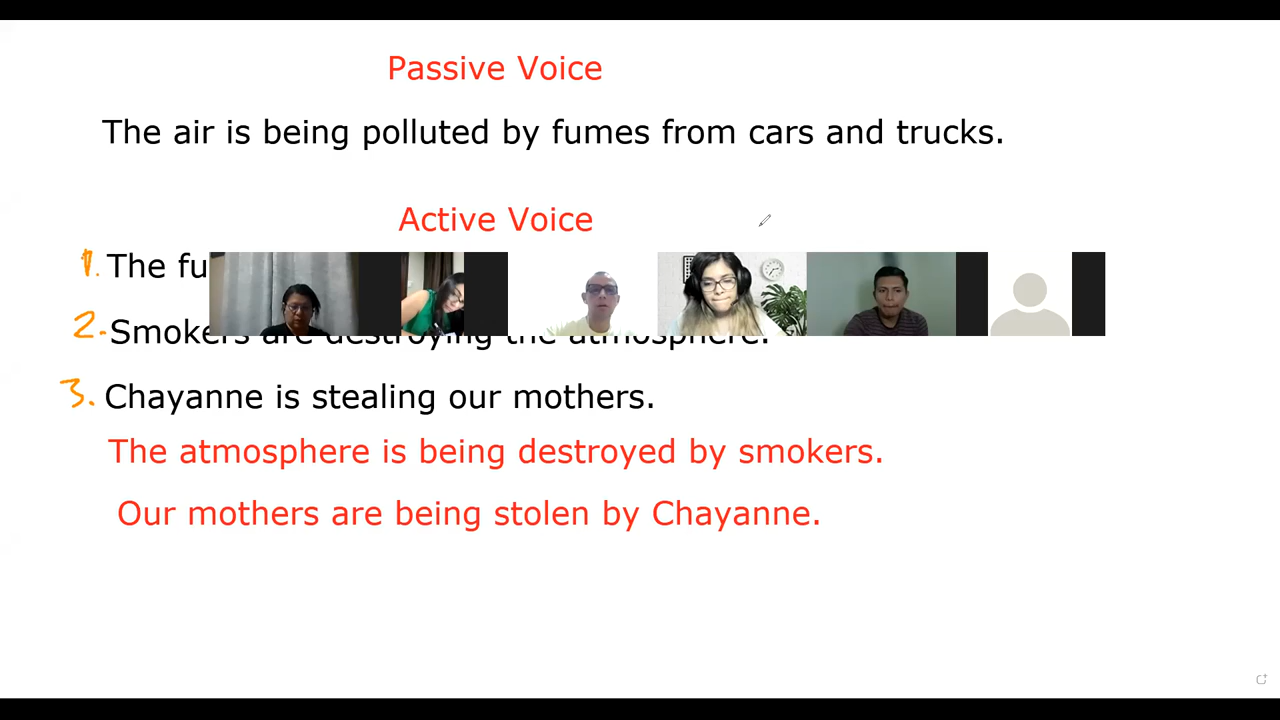 Passive Voice
The air is being polluted by fumes from cars and trucks.
Active Voice
1. The
2. Smokers are destroying the atmosphere.
3. Chayanne is stealing our mothers.
The atmosphere is being destroyed by smokers.
Our mothers are being stolen by Chayanne.